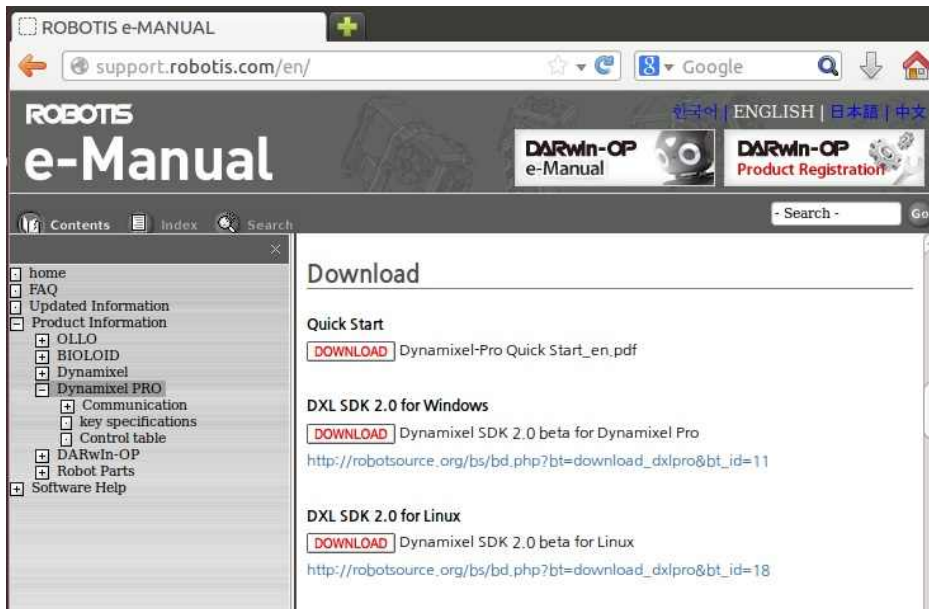 ROBOTIS e-MANUAL
support.robotis.com/en/
Google
ROBOTIS
e-Manual
한국어 | ENGLISH | 日本語 | 中文
DARwIn-OP
e-Manual
DARwIn-OP
Product Registration
Contents Index Search
- Search -
Go
home
FAQ
Updated Information
Product Information
OLLO
BIOLOID
Dynamixel
Dynamixel PRO
Communication
key specifications
Control table
DARwIn-OP
Robot Parts
Software Help
Download
Quick Start
DOWNLOAD Dynamixel-Pro Quick Start_en.pdf
DXL SDK 2.0 for Windows
DOWNLOAD Dynamixel SDK 2.0 beta for Dynamixel Pro
http://robotsource.org/bs/bd.php?bt=download_dxlpro&bt_id=11
DXL SDK 2.0 for Linux
DOWNLOAD Dynamixel SDK 2.0 beta for Linux
http://robotsource.org/bs/bd.php?bt=download_dxlpro&bt_id=18